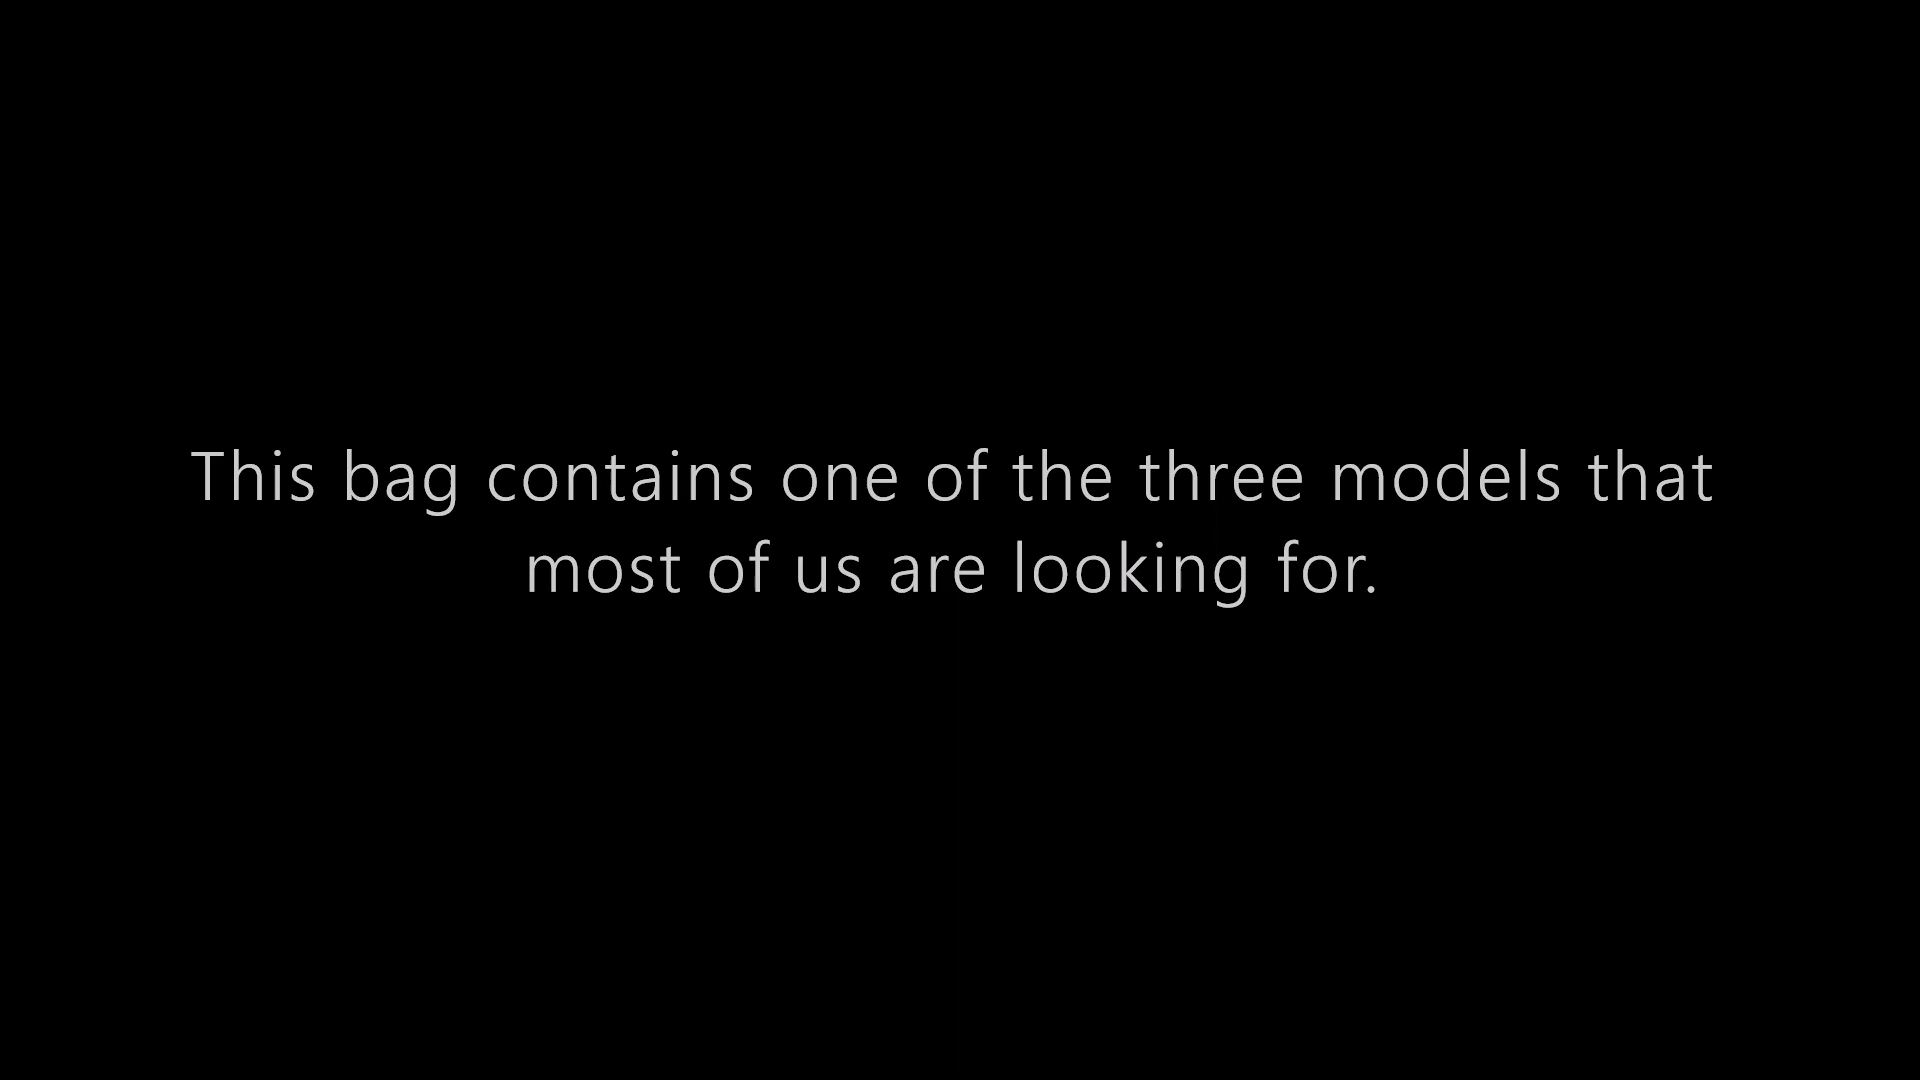 This bag contains one of the three models that
most of us are looking for.